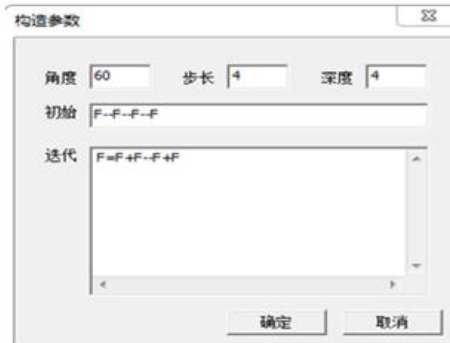 构造参数
角度 60 步长 4 深度 4
初始 F--F--F--F
迭代 F=F+F--F+F
确定 取消